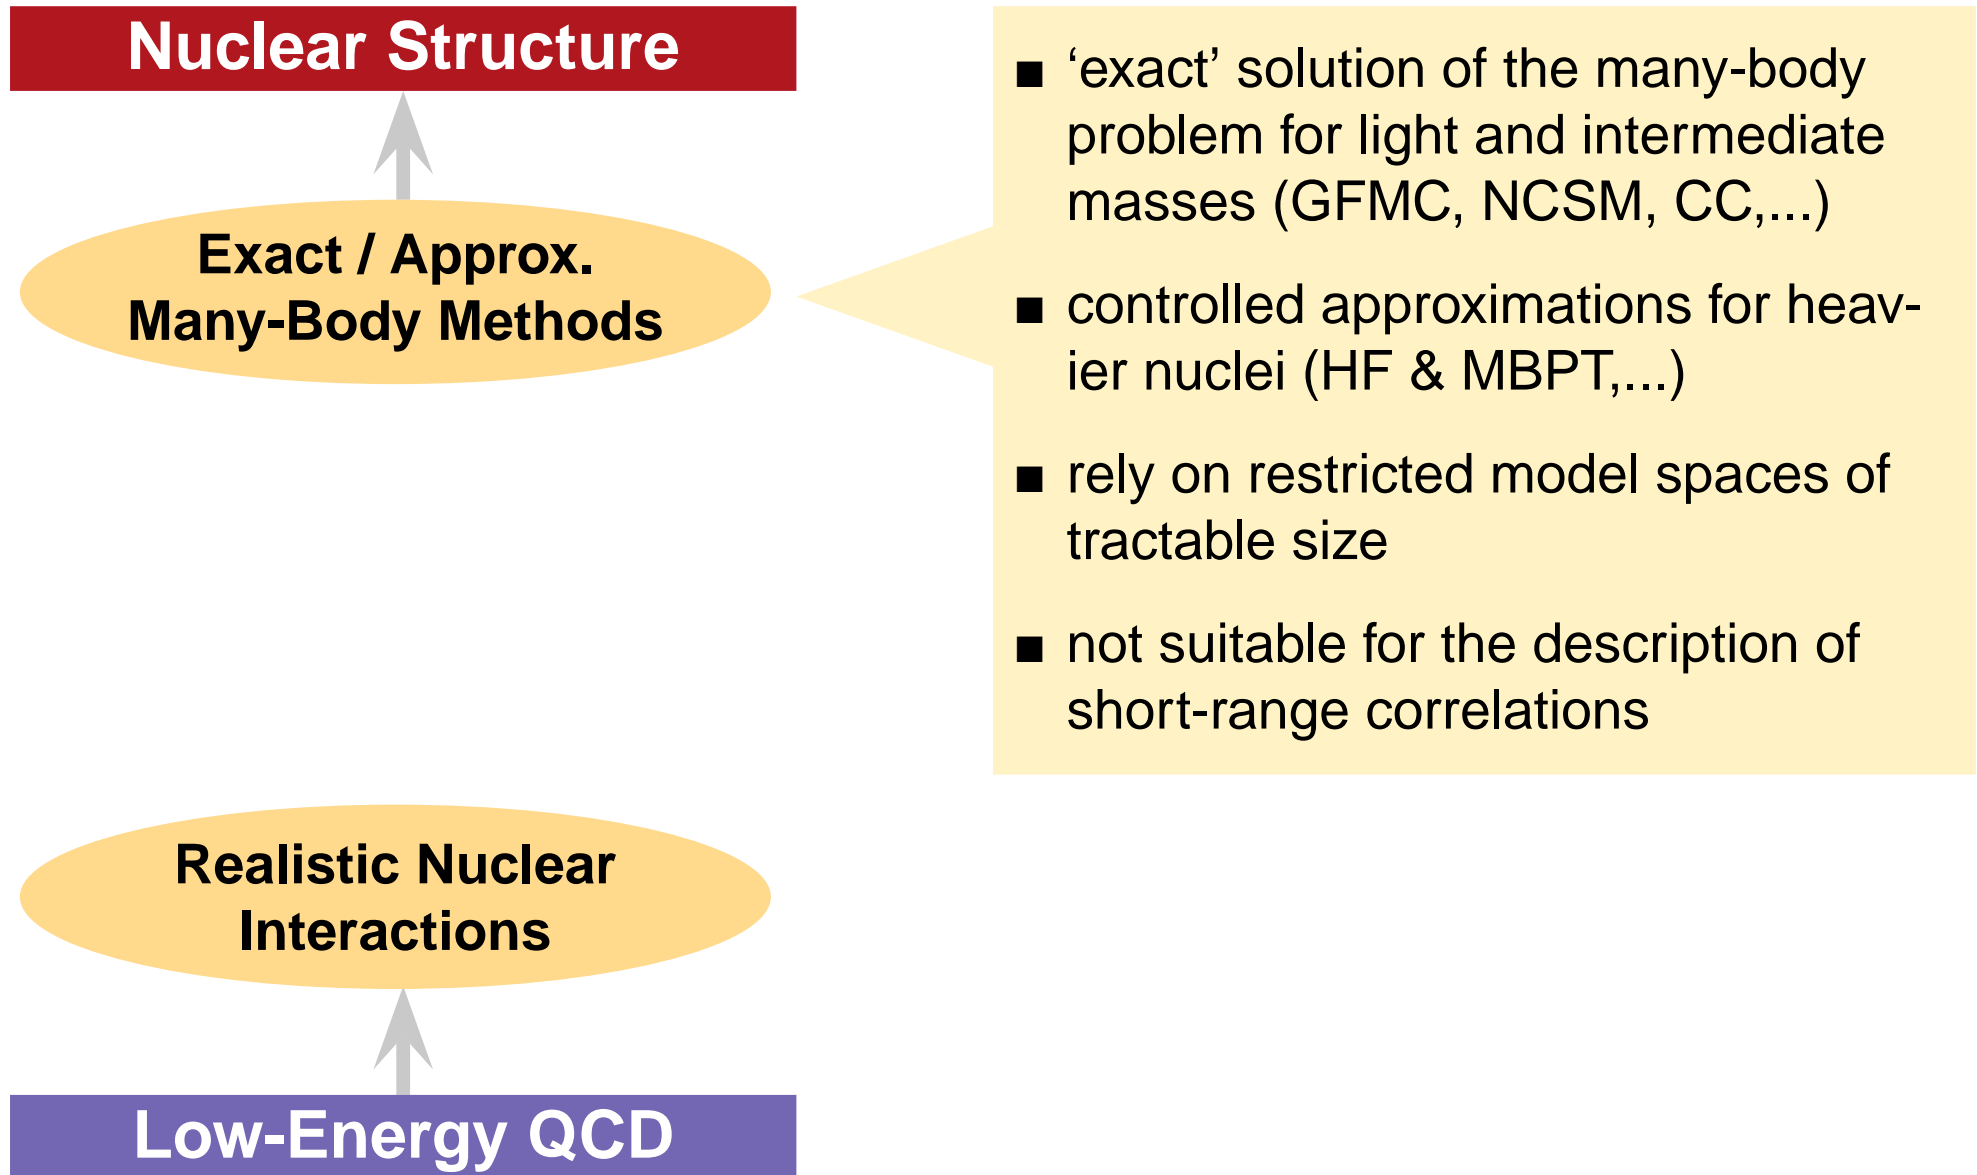 Nuclear Structure
Exact / Approx.
Many-Body Methods
Realistic Nuclear
Interactions
Low-Energy QCD
■ ‘exact’ solution of the many-body
problem for light and intermediate
masses (GFMC, NCSM, CC,...)
■ controlled approximations for heav-
ier nuclei (HF & MBPT,...)
■ rely on restricted model spaces of
tractable size
■ not suitable for the description of
short-range correlations